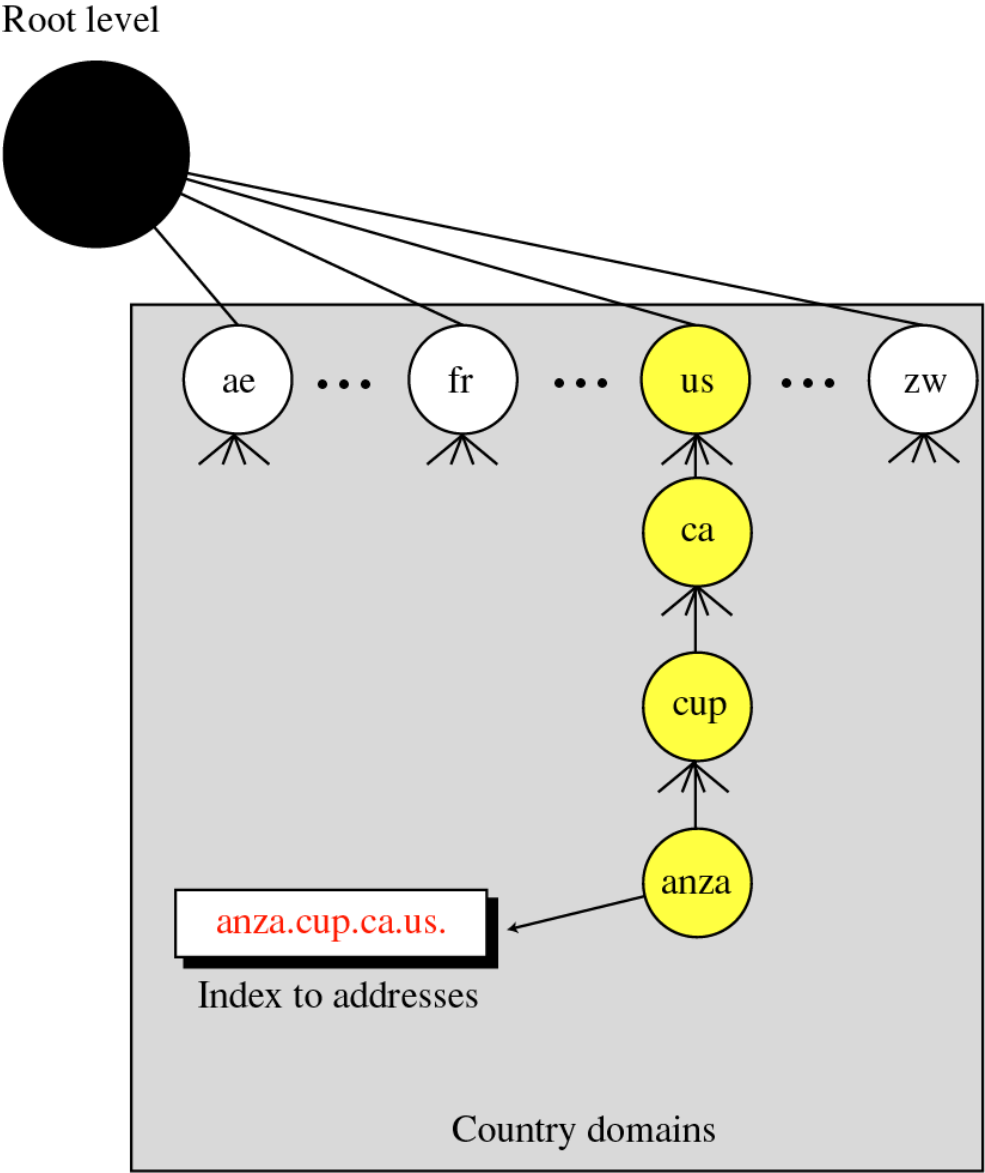 Root level
ae ... fr ... us ... zw
ca
cup
anza
anza.cup.ca.us.
Index to addresses
Country domains